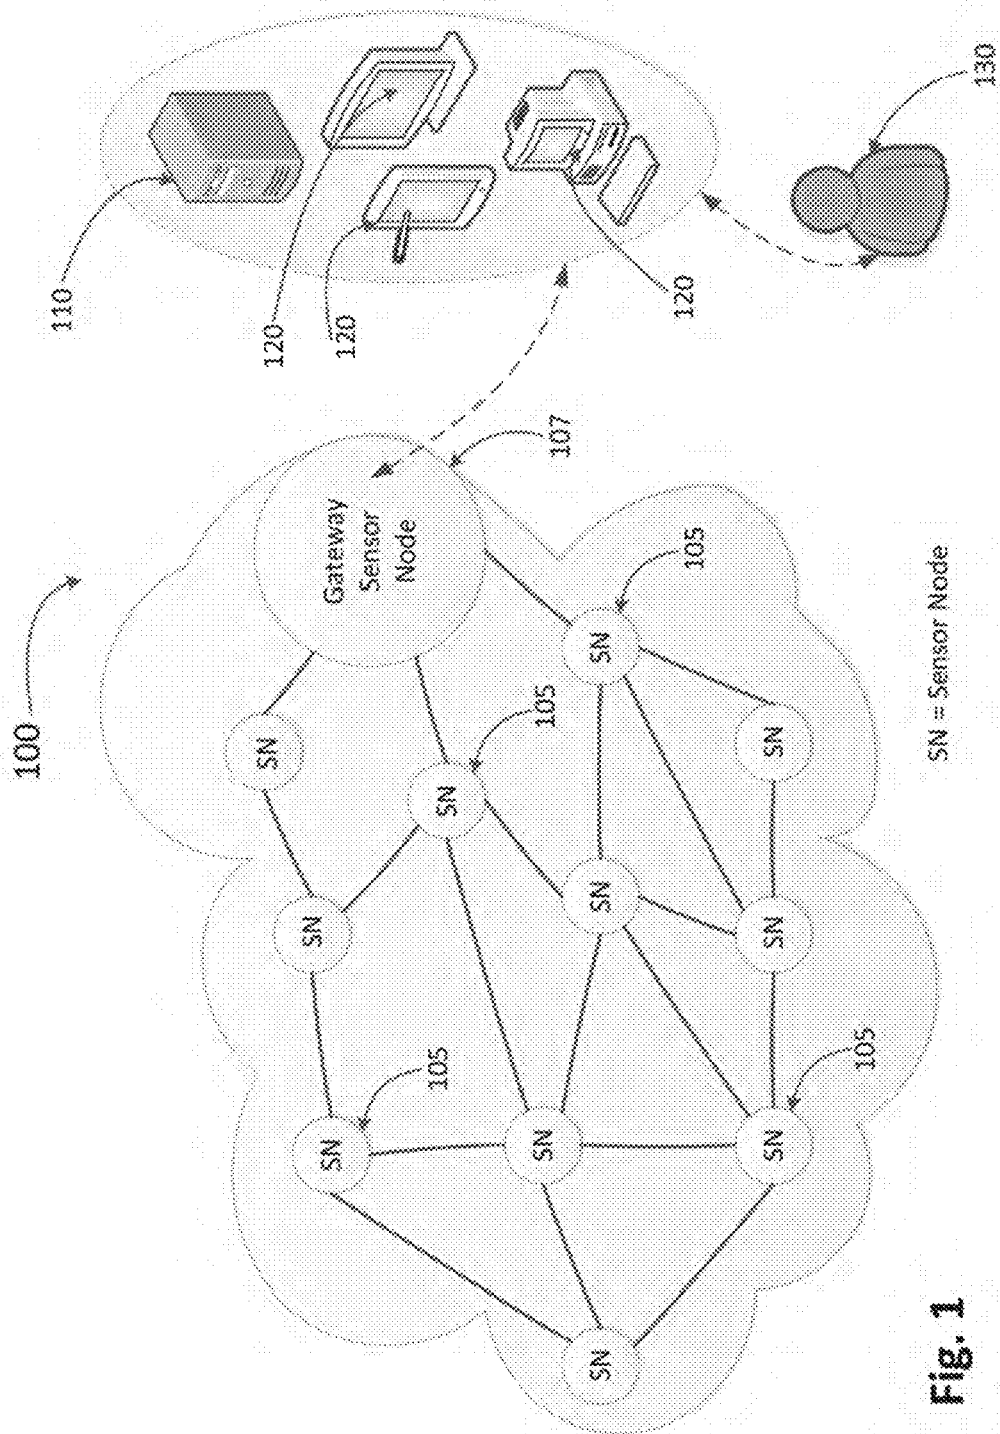 100
110
SN
120
SN
SN
Gateway
Sensor
Node
120
105
SN
SN
105
107
SN
SN
SN
120
105
SN
SN
SN
105
SN = Sensor Node
Fig. 1
130